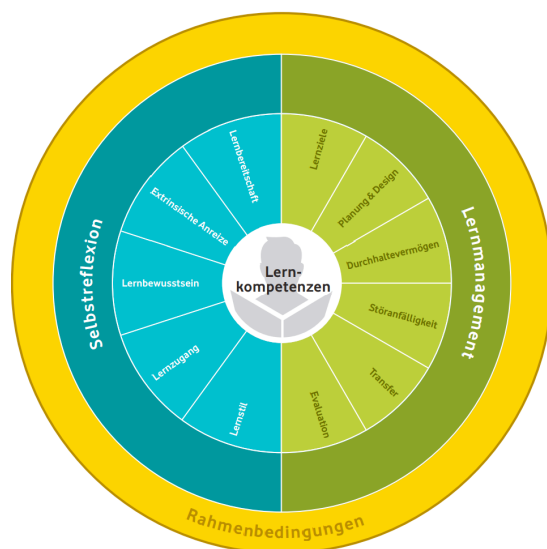 Lern-
kompetenzen
Selbstreflexion
Lernbereitschaft
Extrinsische Anreize
Lernbewusstsein
Lernzugang
Lernstil
Lernmanagement
Lernziele
Planung & Design
Durchhaltevermögen
Störanfälligkeit
Transfer
Evaluation
Rahmenbedingungen